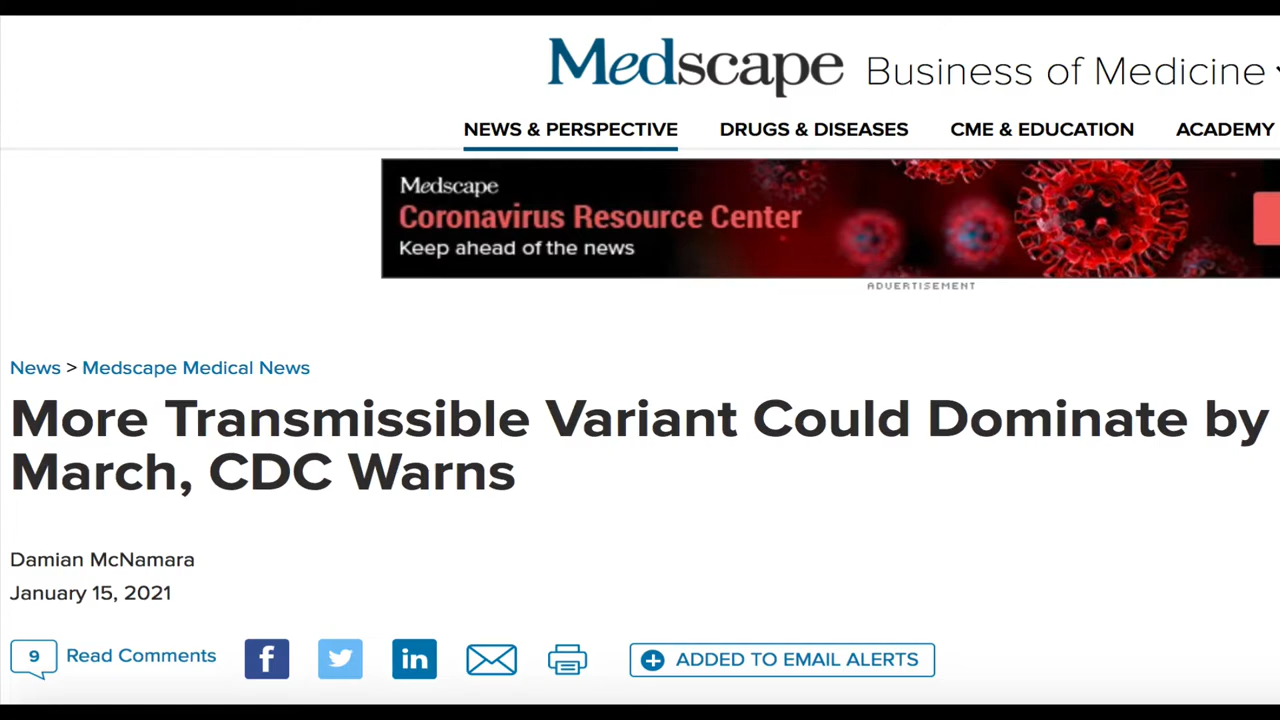 Medscape Business of Medicine
NEWS & PERSPECTIVE DRUGS & DISEASES CME & EDUCATION ACADEMY
Medscape
Coronavirus Resource Center
Keep ahead of the news
ADVERTISEMENT
News > Medscape Medical News
More Transmissible Variant Could Dominate by
March, CDC Warns
Damian McNamara
January 15, 2021
9 Read Comments f in ADDED TO EMAIL ALERTS